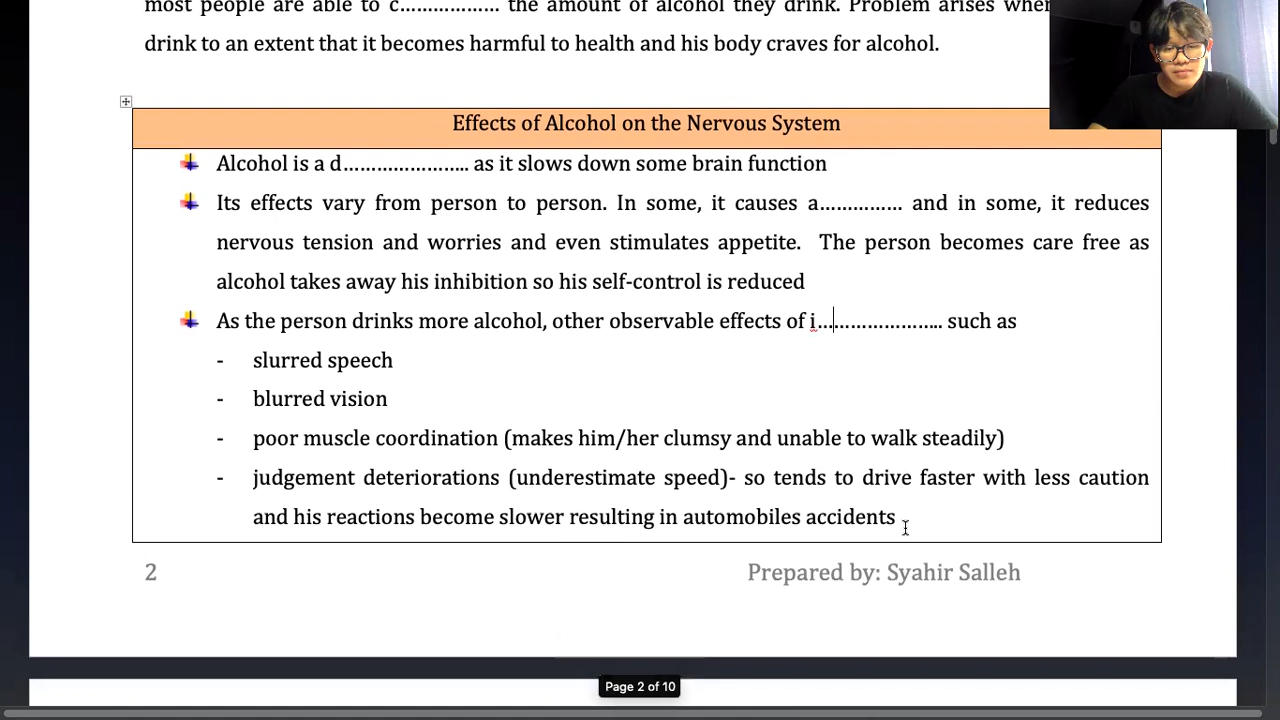 most people are able to c……………… the amount of alcohol they drink. Problem arises when
drink to an extent that it becomes harmful to health and his body craves for alcohol.
Effects of Alcohol on the Nervous System
Alcohol is a d………………….. as it slows down some brain function
Its effects vary from person to person. In some, it causes a…………… and in some, it reduces
nervous tension and worries and even stimulates appetite. The person becomes care free as
alcohol takes away his inhibition so his self-control is reduced
As the person drinks more alcohol, other observable effects of i………………….. such as
- slurred speech
- blurred vision
- poor muscle coordination (makes him/her clumsy and unable to walk steadily)
- judgement deteriorations (underestimate speed)- so tends to drive faster with less caution
and his reactions become slower resulting in automobiles accidents
2 Prepared by: Syahir Salleh
Page 2 of 10